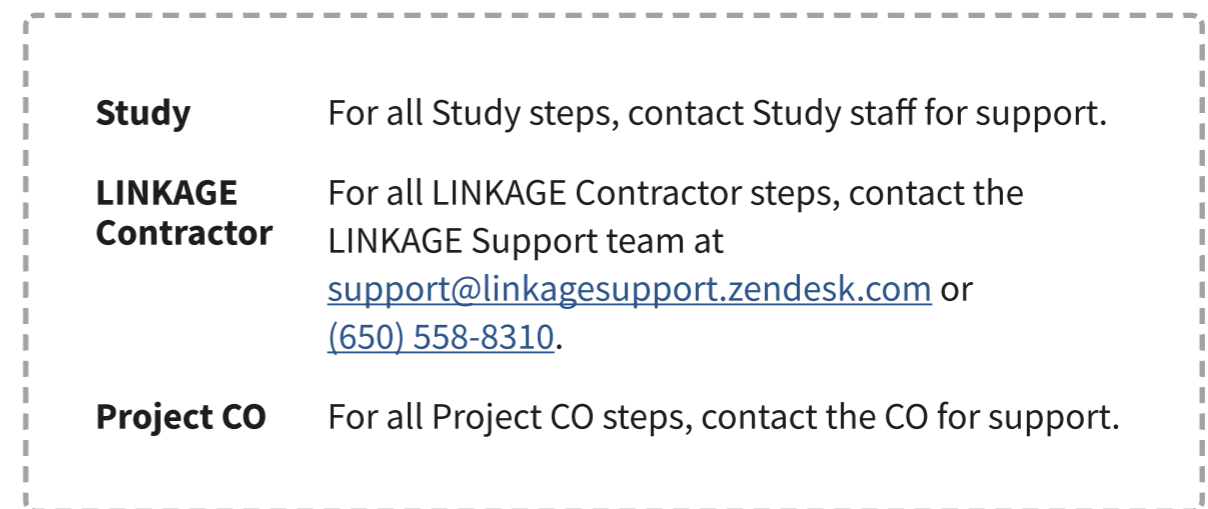 Study For all Study steps, contact Study staff for support.
LINKAGE For all LINKAGE Contractor steps, contact the
Contractor LINKAGE Support team at
support@linkagesupport.zendesk.com or
(650) 558-8310.
Project CO For all Project CO steps, contact the CO for support.